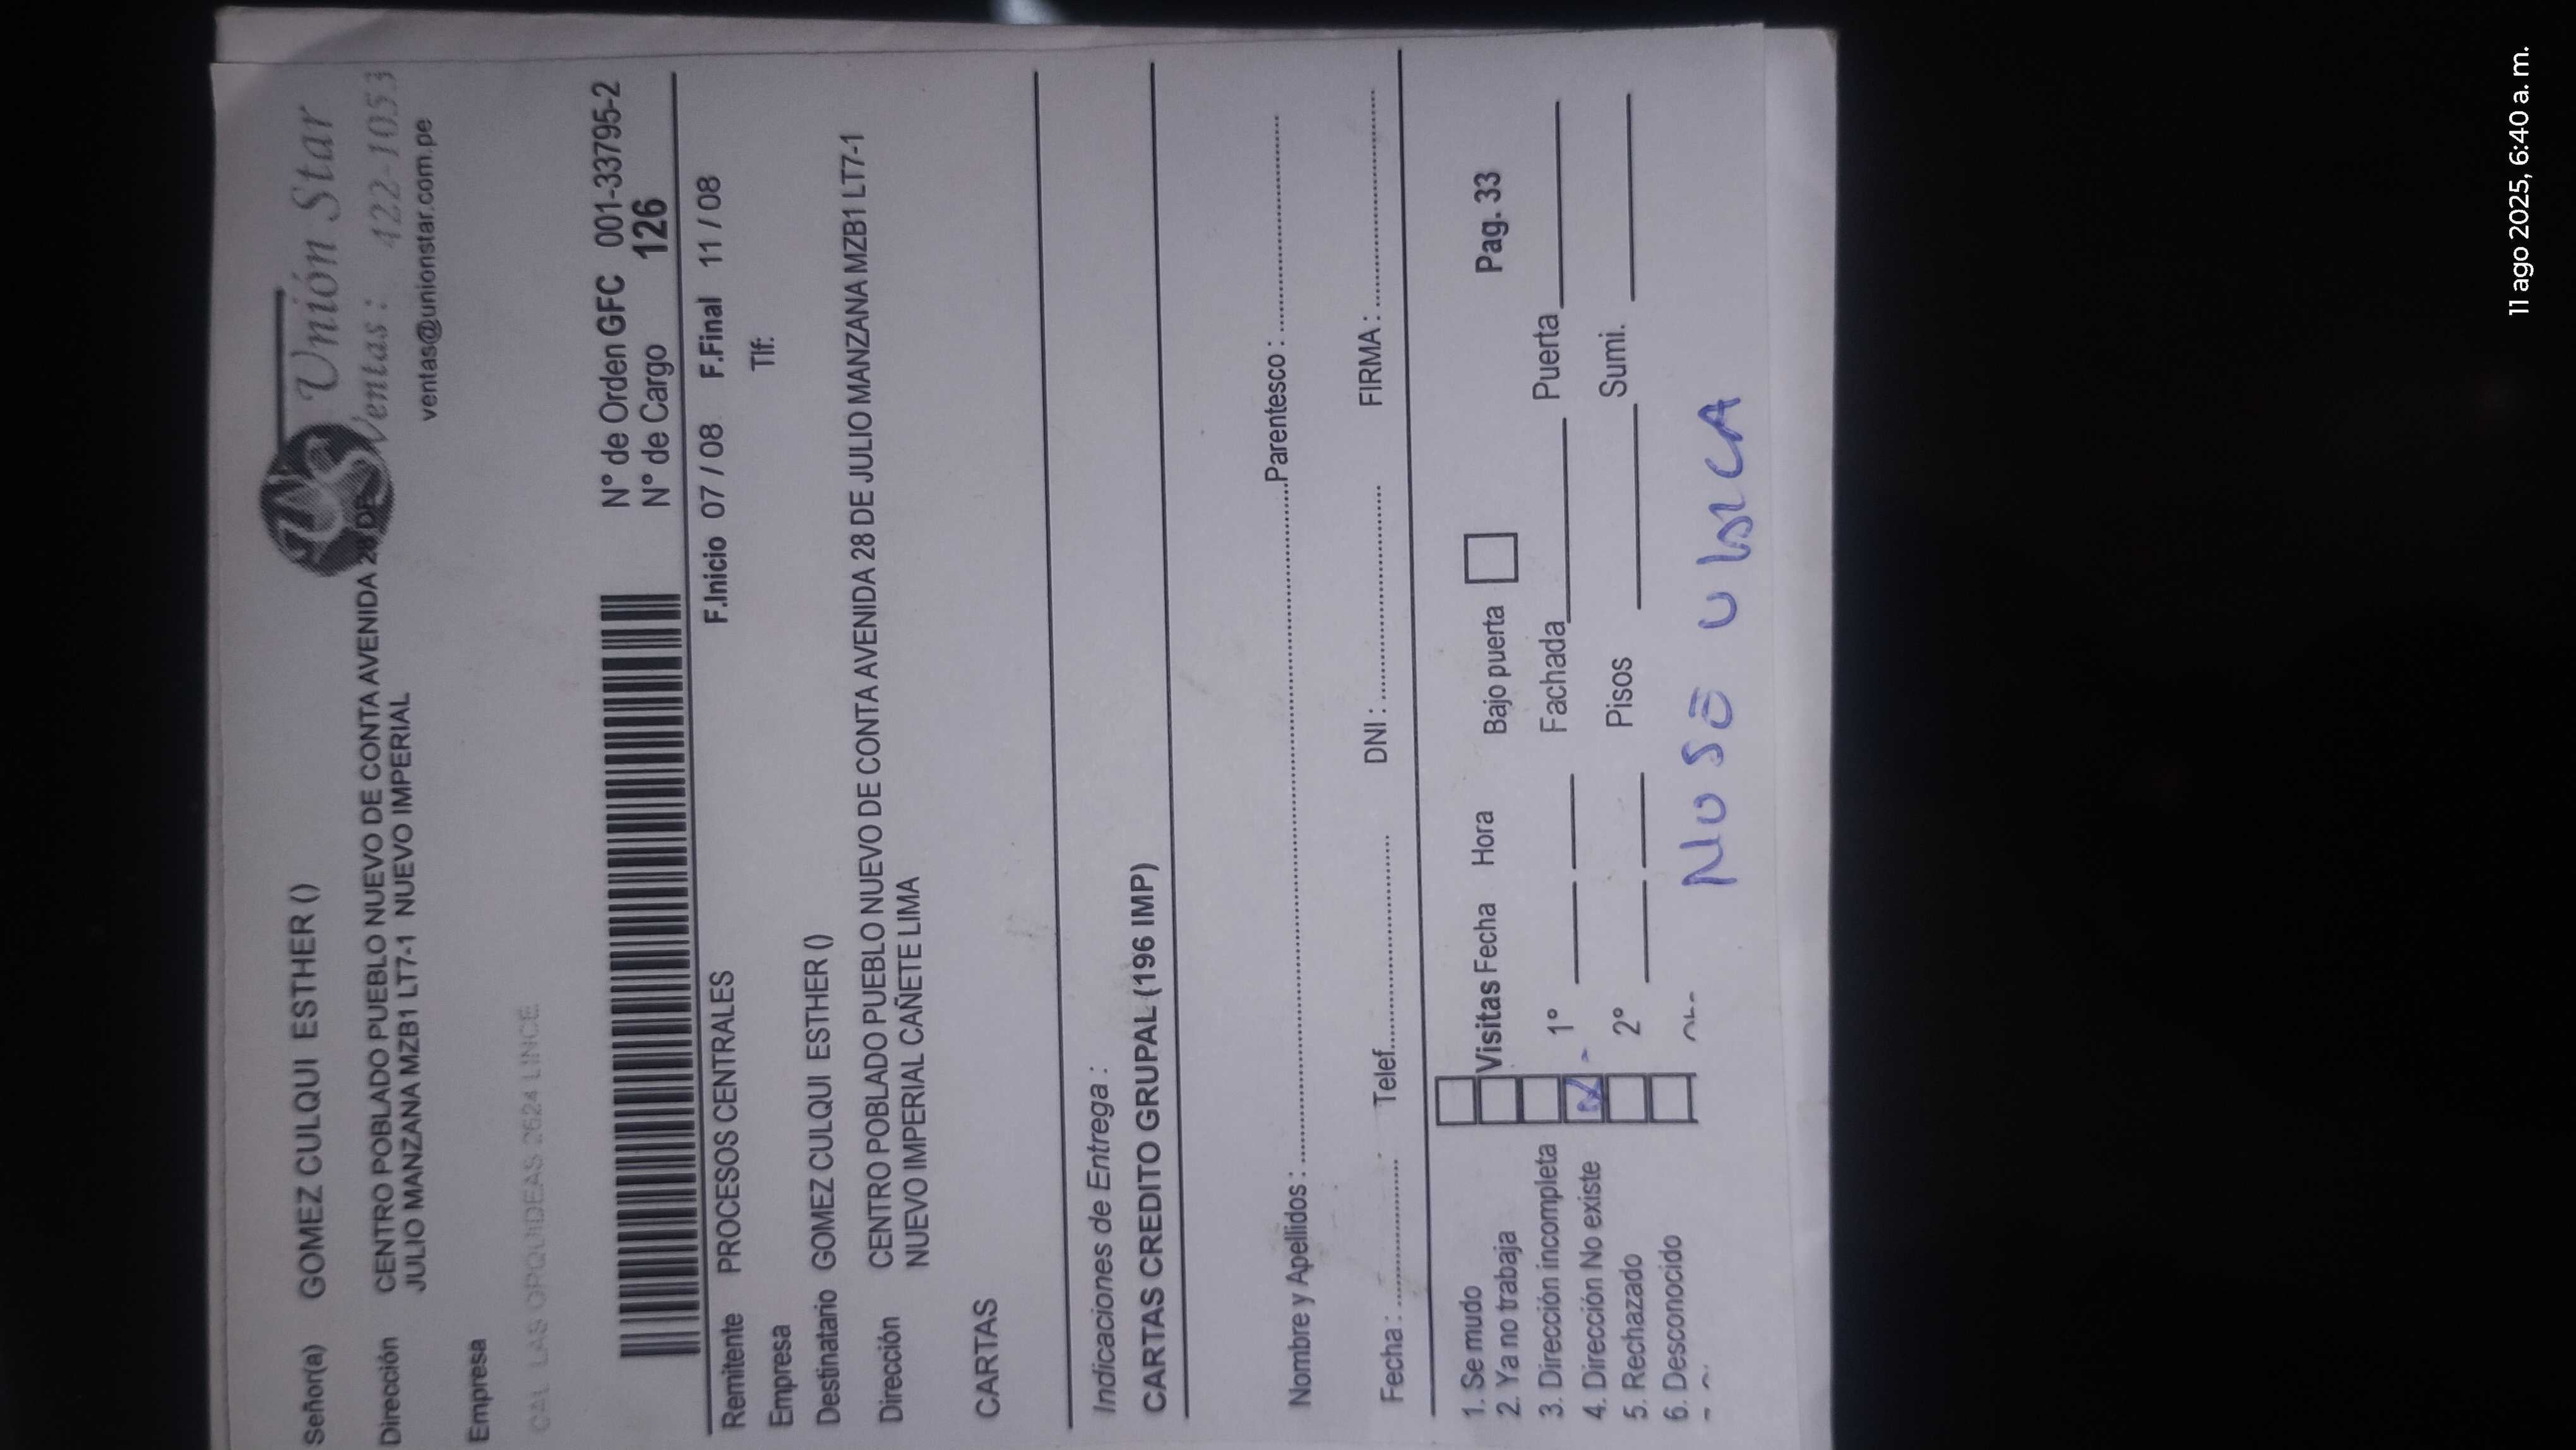 Unión Star
Señor(a) GOMEZ CULQUI ESTHER ()
Ventas: 422-1053
Dirección CENTRO POBLADO PUEBLO NUEVO DE CONTA AVENIDA 28 DE
JULIO MANZANA MZB1 LT7-1 NUEVO IMPERIAL
ventas@unionstar.com.pe
Empresa
CAL LAS ORQUIDEAS 2624 LINCE
N° de Orden GFC 001-33795-2
N° de Cargo 126
F.Inicio 07 / 08 F.Final 11 / 08
Remitente PROCESOS CENTRALES
Tlf:
Empresa
Destinatario GOMEZ CULQUI ESTHER ()
Dirección CENTRO POBLADO PUEBLO NUEVO DE CONTA AVENIDA 28 DE JULIO MANZANA MZB1 LT7-1
NUEVO IMPERIAL CAÑETE LIMA
CARTAS
Indicaciones de Entrega :
CARTAS CREDITO GRUPAL (196 IMP)
Nombre y Apellidos : Parentesco :
Fecha : Telef. DNI : FIRMA :
1. Se mudo
2. Ya no trabaja Visitas Fecha Hora Bajo puerta Pag. 33
3. Dirección incompleta
4. Dirección No existe 1° Fachada Puerta
5. Rechazado 2° Pisos Sumi.
6. Desconocido
NO SE UBICA
11 ago 2025, 6:40 a. m.